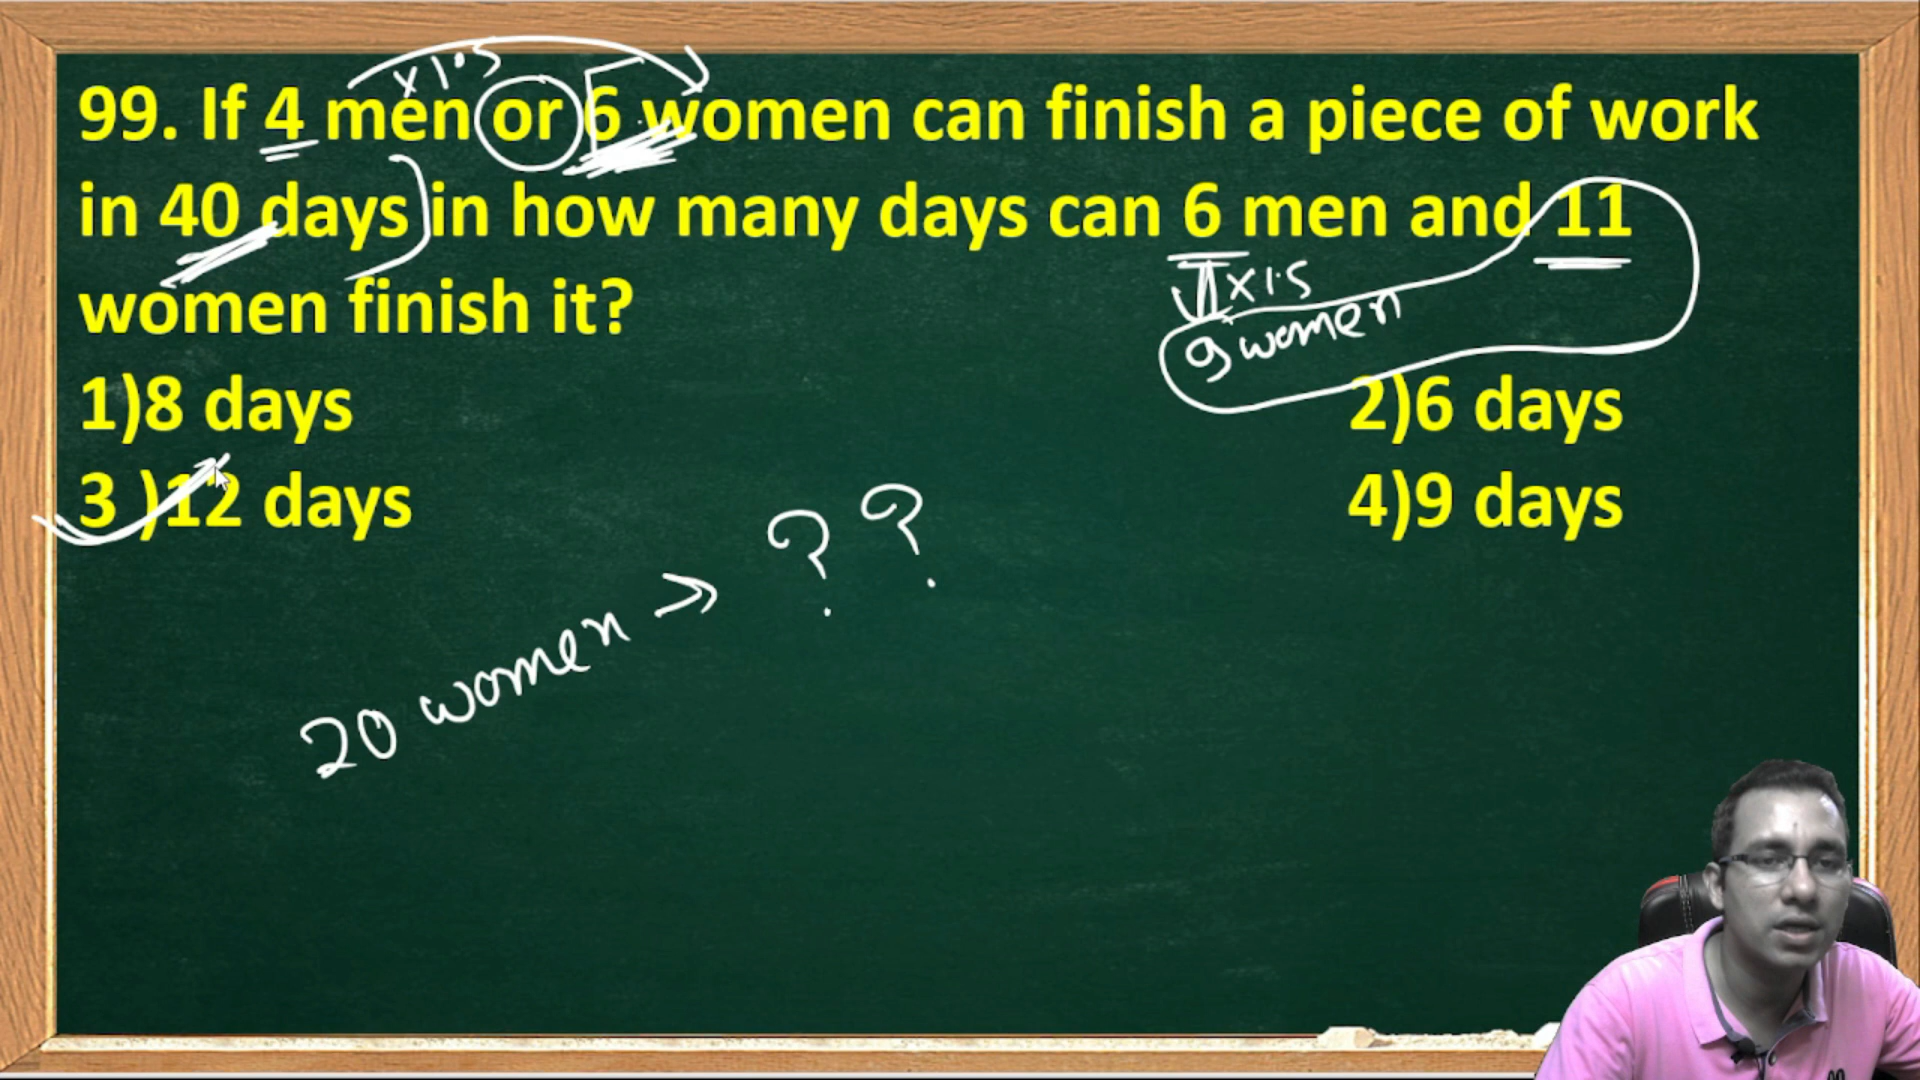 ×1.5
99. If 4 men or 6 women can finish a piece of work
in 40 days in how many days can 6 men and 11
×1.5
women finish it?
9 women
1)8 days
2)6 days
3 )12 days
4)9 days
20 women → ? ?